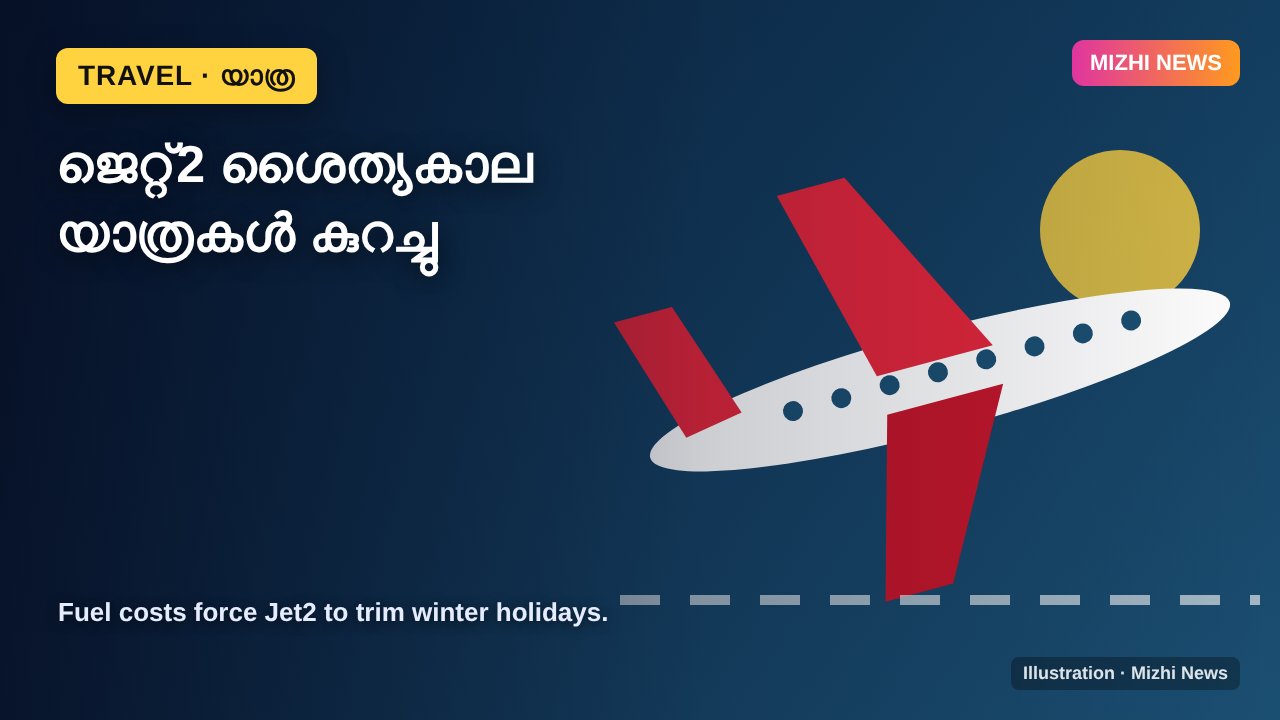 TRAVEL · യാത്ര
MIZHI NEWS
ജെറ്റ്2 ശൈത്യകാല
യാത്രകൾ കുറച്ചു
Fuel costs force Jet2 to trim winter holidays.
Illustration · Mizhi News